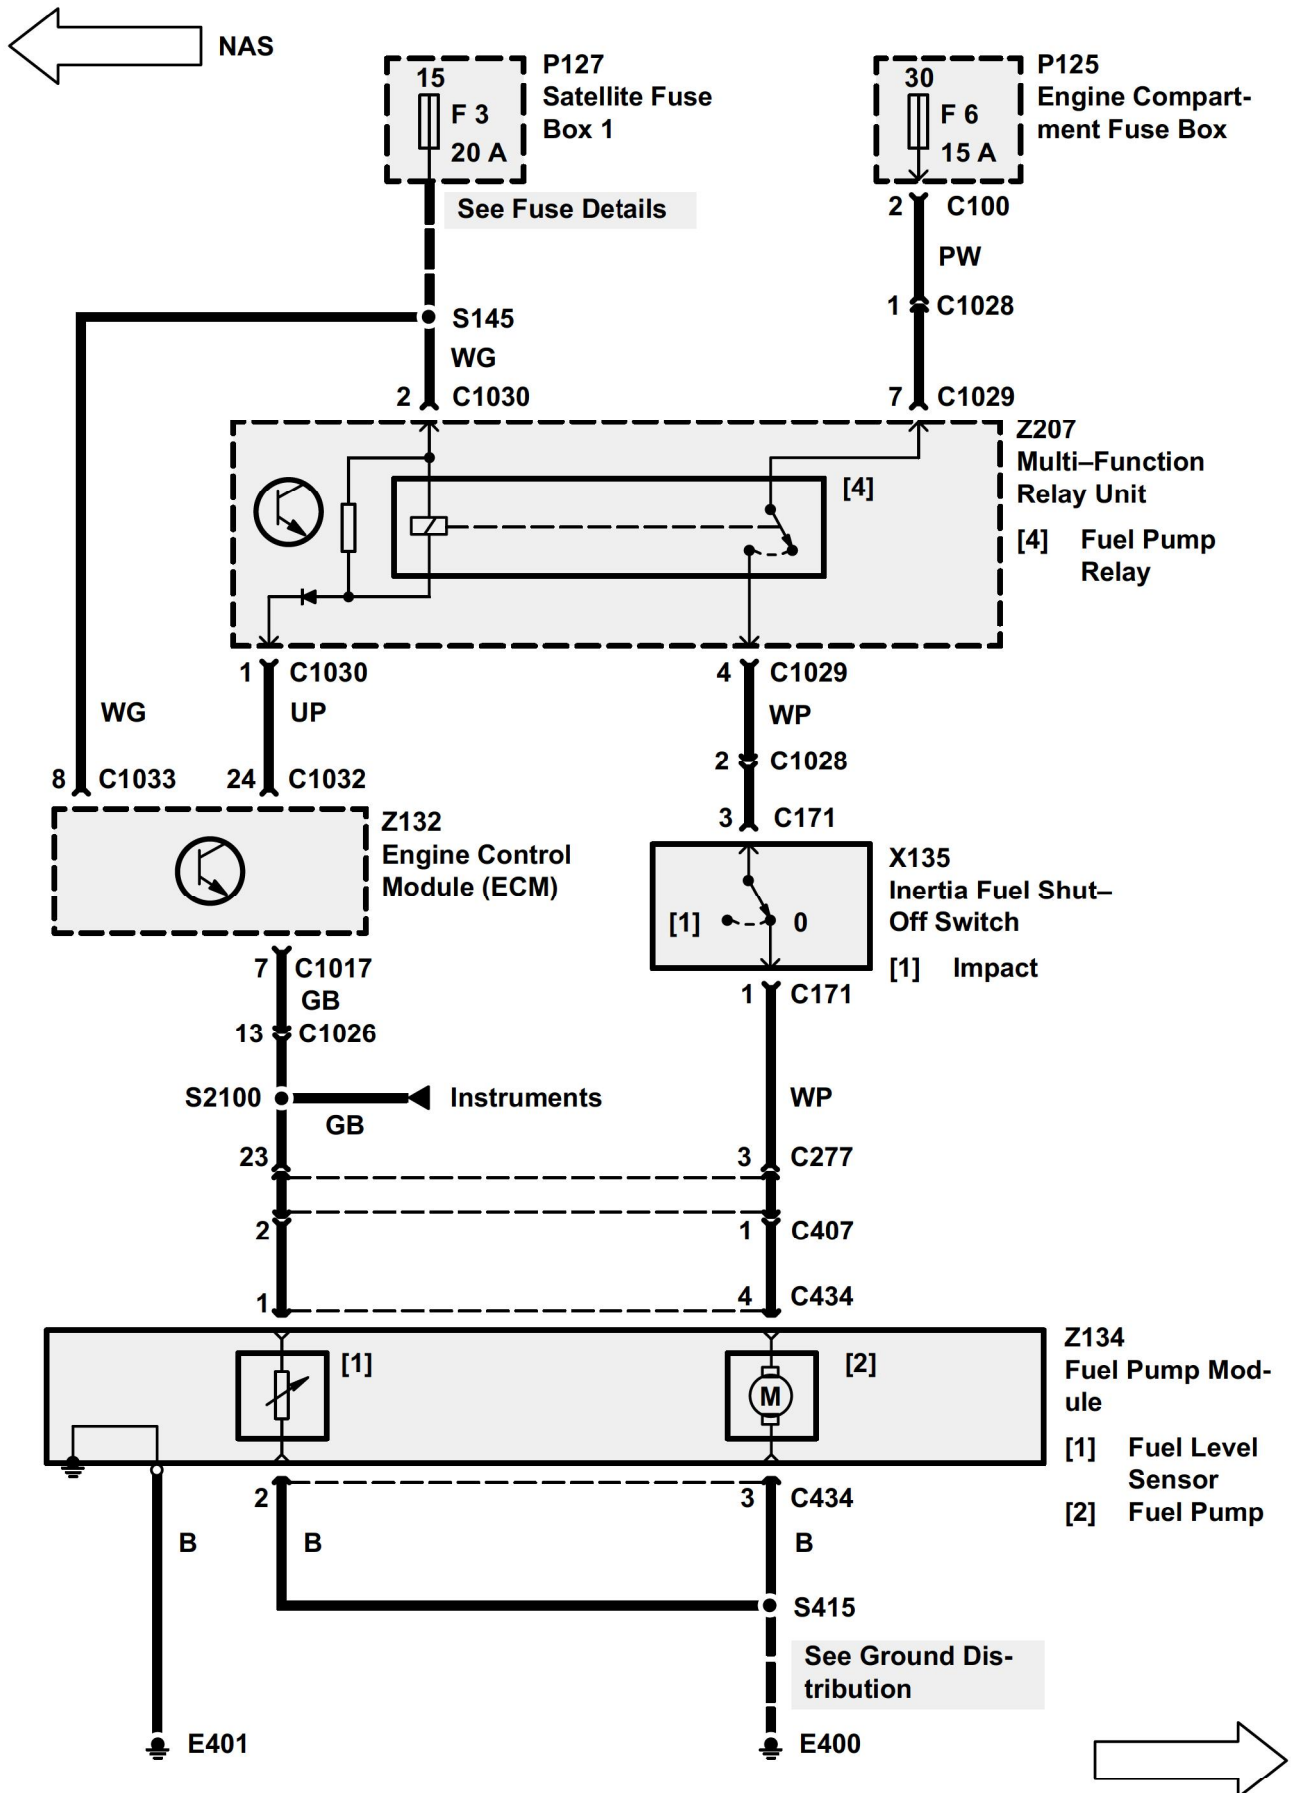 NAS
15
F 3
20 A
P127
Satellite Fuse
Box 1
30
F 6
15 A
P125
Engine Compart-
ment Fuse Box
See Fuse Details
2 C100
PW
1 C1028
S145
WG
2 C1030
7 C1029
Z207
Multi–Function
Relay Unit
[4] Fuel Pump
Relay
[4]
1 C1030
UP
WG
4 C1029
WP
2 C1028
8 C1033
24 C1032
3 C171
Z132
Engine Control
Module (ECM)
X135
Inertia Fuel Shut–
Off Switch
[1] Impact
[1] 0
7 C1017
GB
13 C1026
1 C171
S2100
GB
Instruments
WP
23
3 C277
2
1 C407
1
4 C434
Z134
Fuel Pump Mod-
ule
[1] Fuel Level
Sensor
[2] Fuel Pump
[1]
[2]
M
2
3 C434
B
B
B
S415
See Ground Dis-
tribution
E401
E400